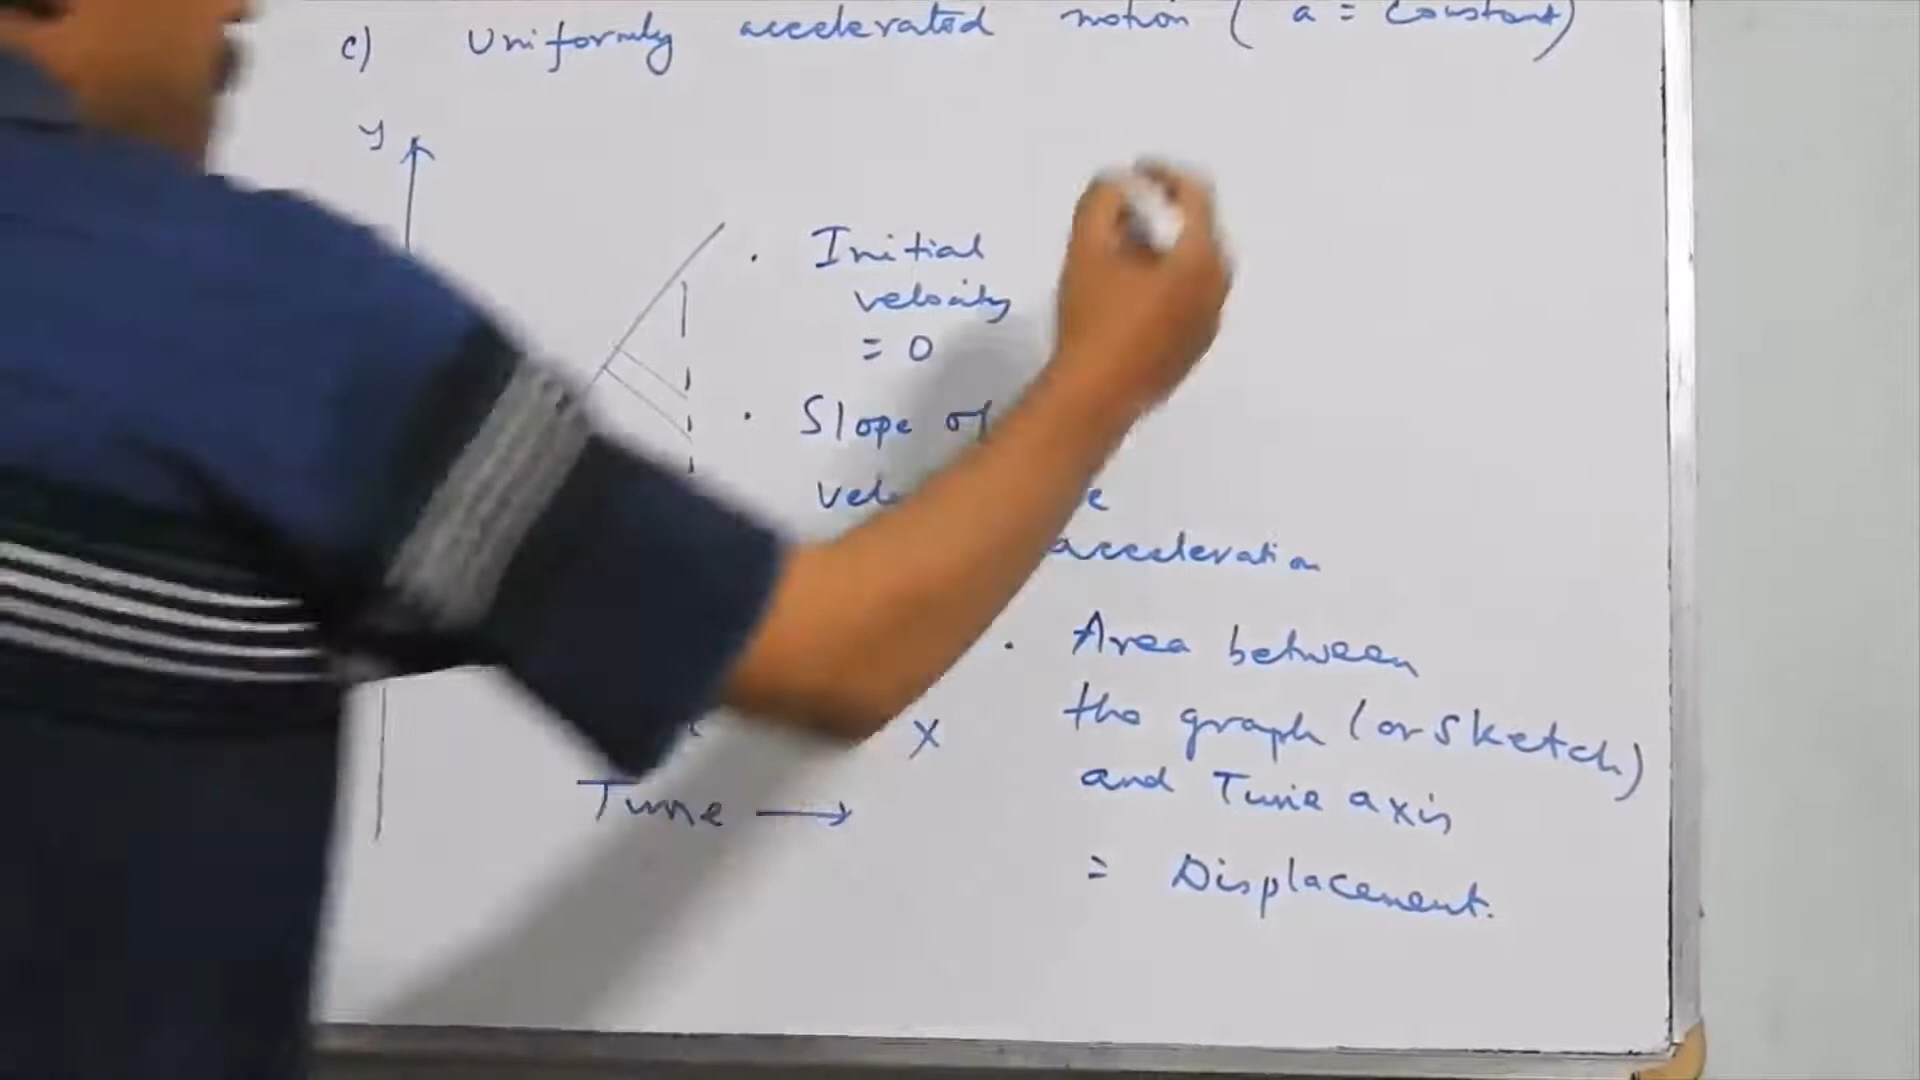 c) Uniformly accelerated motion ( a = constant)
y
. Initial
velocity
= 0
. Slope of
acceleration
. Area between
the graph (or sketch)
X
and Time axis
Time →
= Displacement.